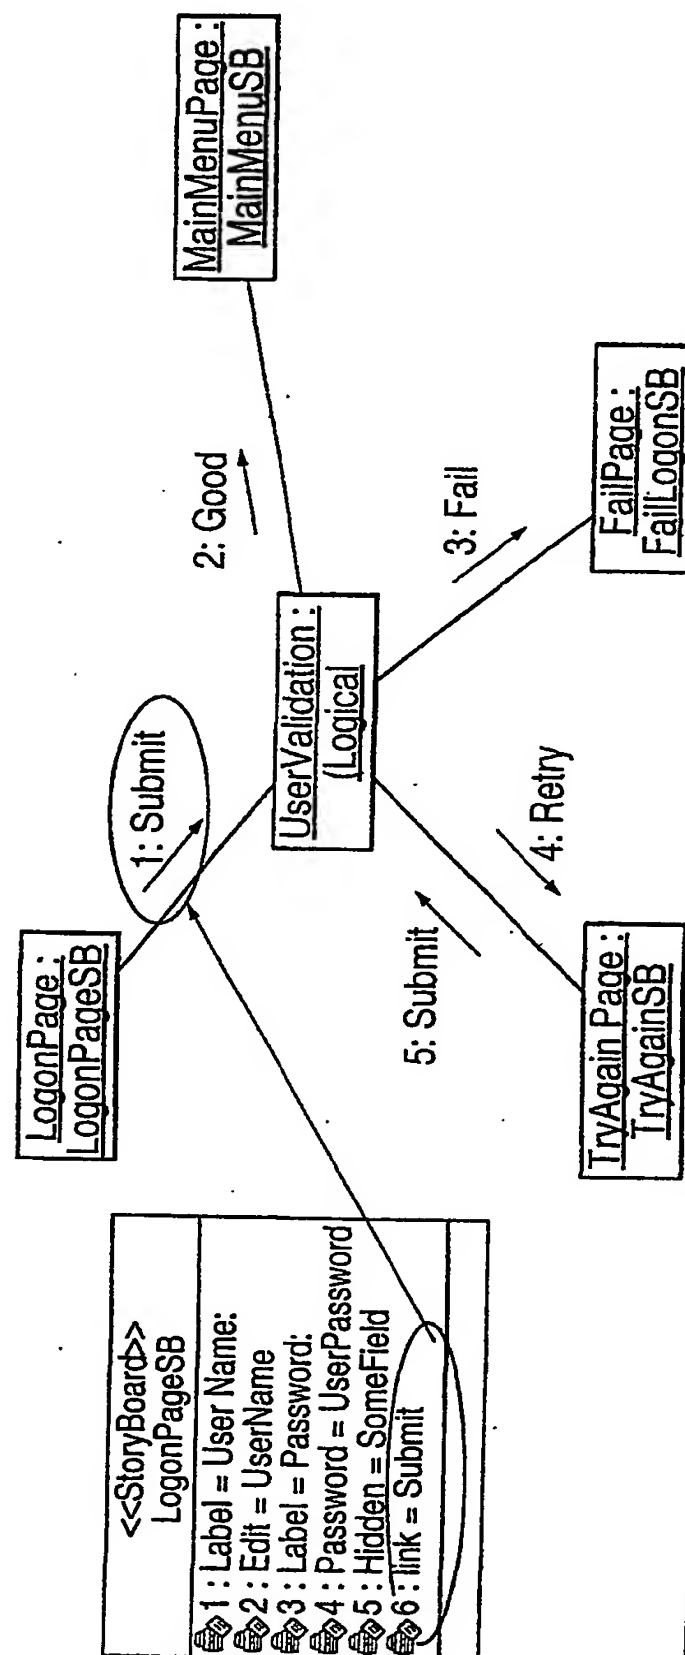 <<StoryBoard>>
LogonPageSB
1 : Label = User Name:
2 : Edit = UserName
3 : Label = Password:
4 : Password = UserPassword
5 : Hidden = SomeField
6 : link = Submit
LogonPage :
LogonPageSB
1: Submit
UserValidation :
(Logical
2: Good
MainMenuPage :
MainMenuSB
3: Fail
FailPage :
FailLogonSB
4: Retry
5: Submit
TryAgain Page :
TryAgainSB